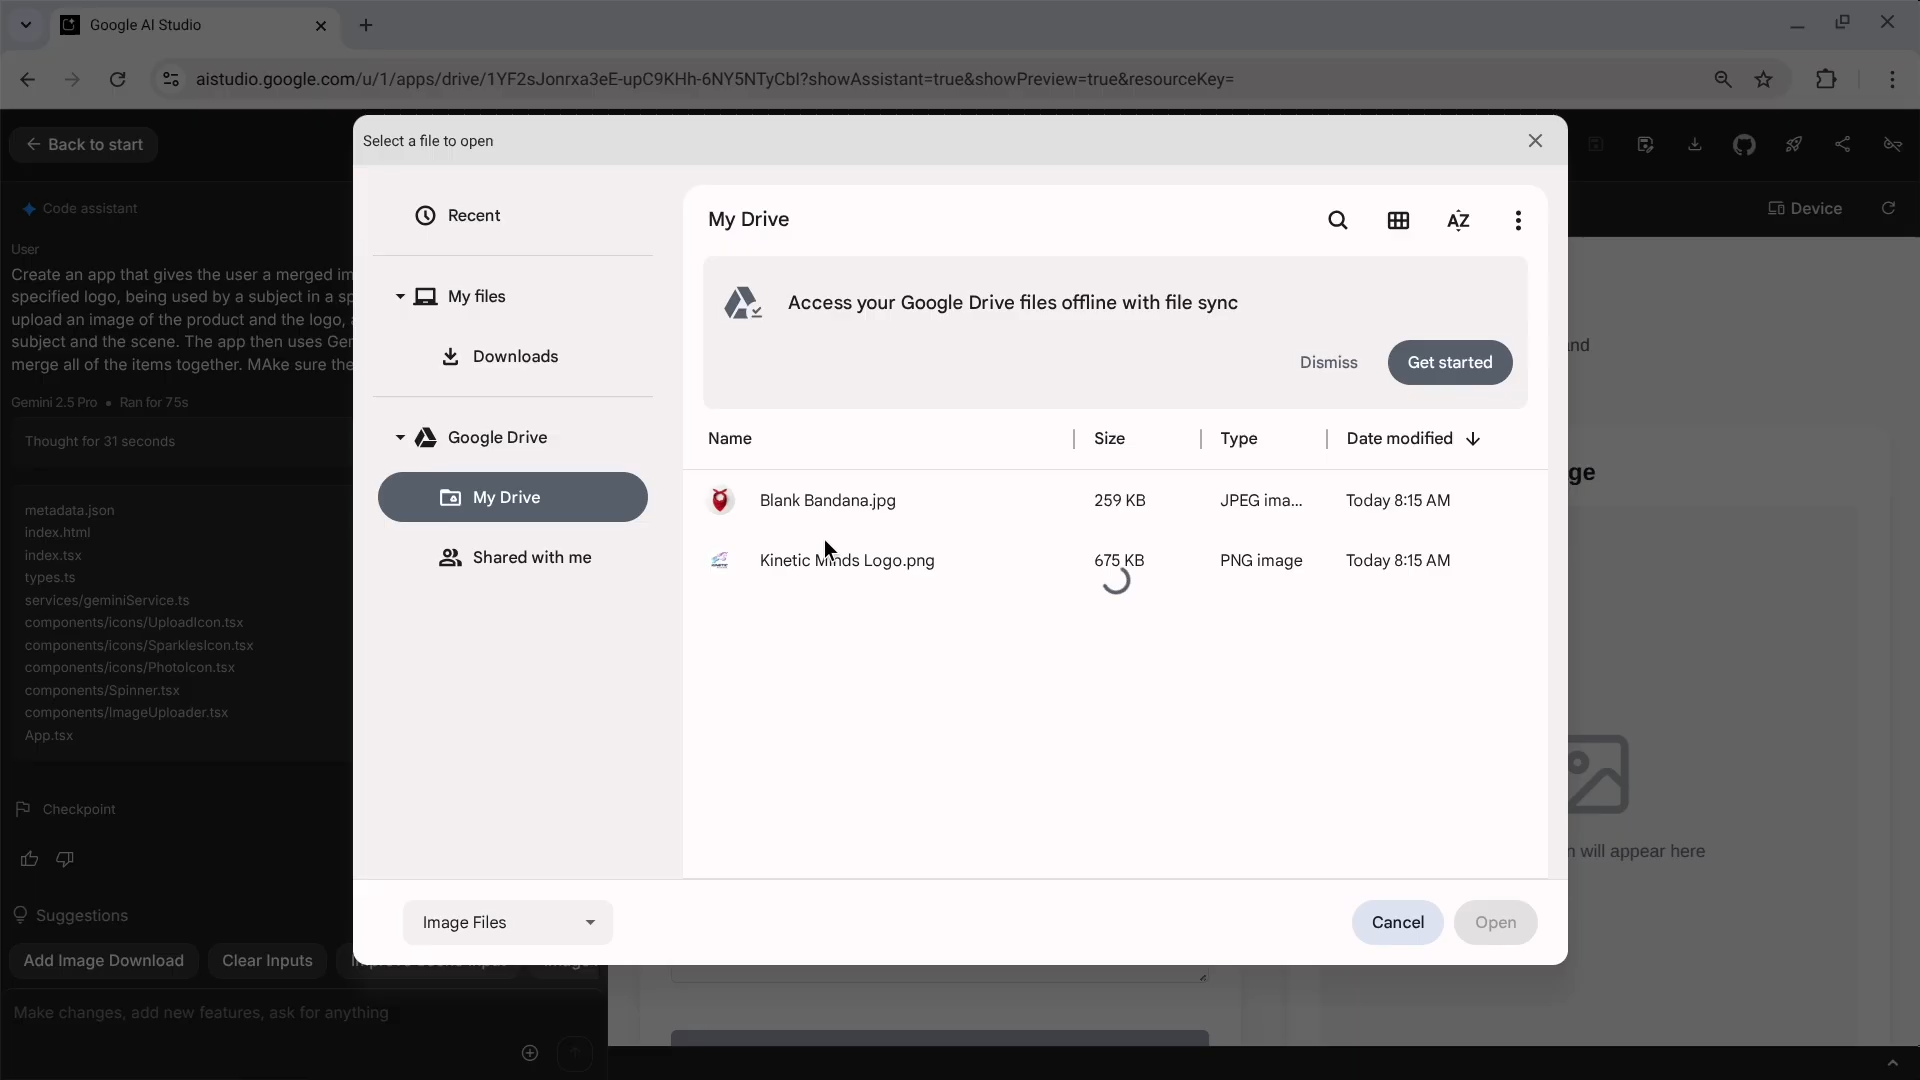 Google AI Studio
aistudio.google.com/u/1/apps/drive/1YF2sJonrxa3eE-upC9KHh-6NY5NTyCbI?showAssistant=true&showPreview=true&resourceKey=
Back to start
Select a file to open
Code assistant
Device
User
Create an app that gives the user a merged im
specified logo, being used by a subject in a sp
upload an image of the product and the logo, a
subject and the scene. The app then uses Ger
merge all of the items together. MAke sure the
Gemini 2.5 Pro • Ran for 75s
Thought for 31 seconds
metadata.json
index.html
index.tsx
types.ts
services/geminiService.ts
components/icons/UploadIcon.tsx
components/icons/SparklesIcon.tsx
components/icons/PhotoIcon.tsx
components/Spinner.tsx
components/ImageUploader.tsx
App.tsx
Checkpoint
Suggestions
Add Image Download
Clear Inputs
Make changes, add new features, ask for anything
Recent
My files
Downloads
Google Drive
My Drive
Shared with me
My Drive
AZ
Access your Google Drive files offline with file sync
Dismiss
Get started
Name
Size
Type
Date modified
Blank Bandana.jpg
259 KB
JPEG ima...
Today 8:15 AM
Kinetic Minds Logo.png
675 KB
PNG image
Today 8:15 AM
Image Files
Cancel
Open
nd
ge
n will appear here